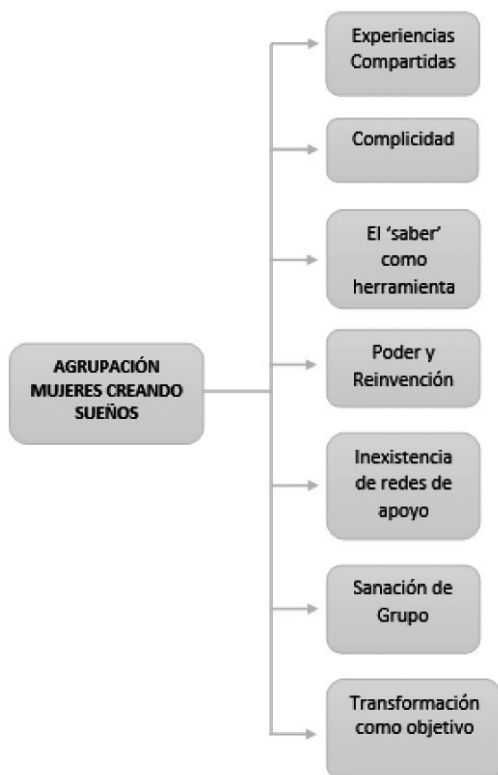 Experiencias
Compartidas
Complicidad
El ‘saber’
como
herramienta
AGRUPACIÓN
MUJERES CREANDO
SUEÑOS
Poder y
Reinvención
Inexistencia
de redes de
apoyo
Sanación de
Grupo
Transformación
como objetivo